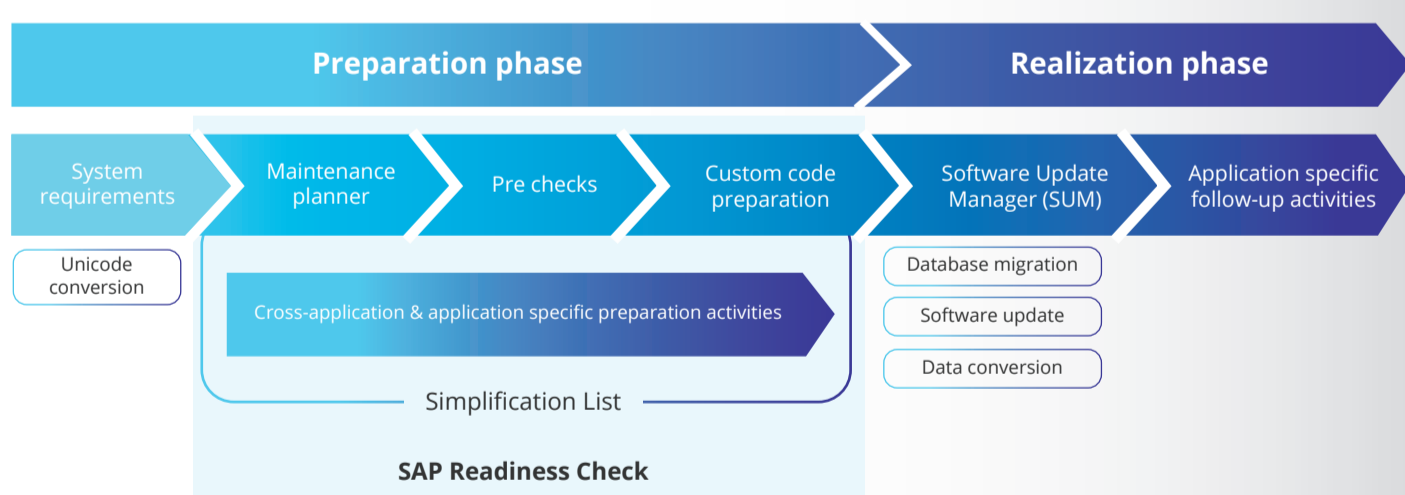 Preparation phase
Realization phase
System
requirements
Maintenance
planner
Pre checks
Custom code
preparation
Software Update
Manager (SUM)
Application specific
follow-up activities
Unicode
conversion
Cross-application & application specific preparation activities
Simplification List
SAP Readiness Check
Database migration
Software update
Data conversion